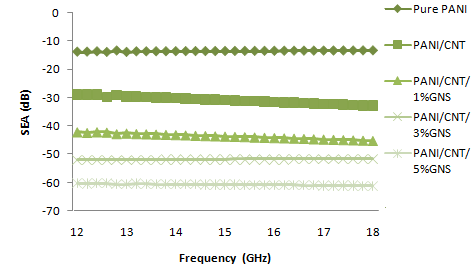 0
-10
-20
-30
-40
-50
-60
-70
SEA (dB)
12 13 14 15 16 17 18
Frequency (GHz)
Pure PANI
PANI/CNT
PANI/CNT/
1%GNS
PANI/CNT/
3%GNS
PANI/CNT/
5%GNS